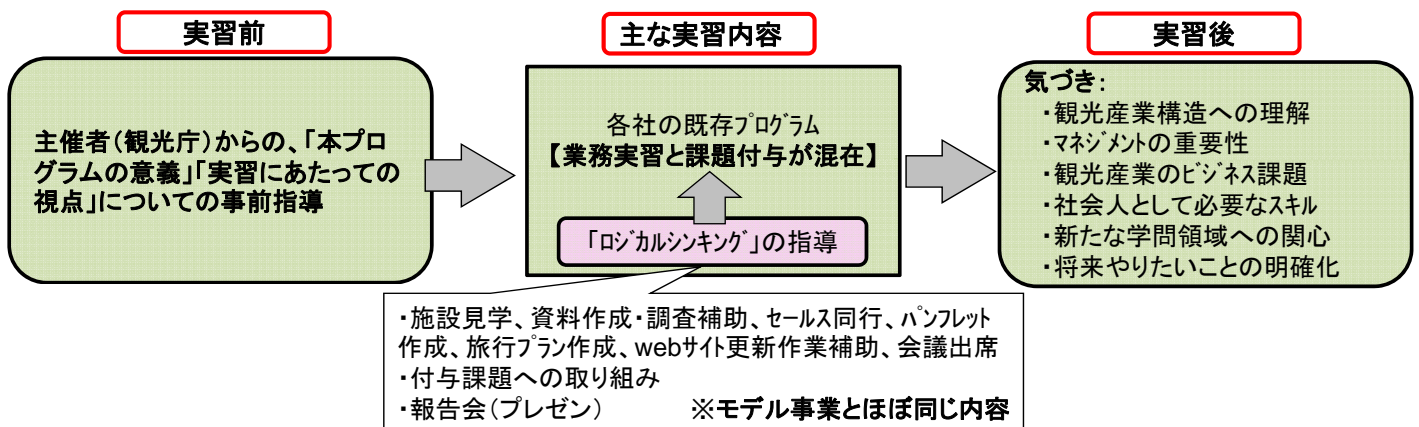 実習前
主催者（観光庁）からの、「本プロ
グラムの意義」「実習にあたっての
視点」についての事前指導
主な実習内容
各社の既存ﾌﾟﾛｸﾞﾗﾑ
【業務実習と課題付与が混在】
「ﾛｼﾞｶﾙｼﾝｷﾝｸﾞ」の指導
・施設見学、資料作成・調査補助、ｾｰﾙｽ同行、ﾊﾟﾝﾌﾚｯﾄ
作成、旅行ﾌﾟﾗﾝ作成、webｻｲﾄ更新作業補助、会議出席
・付与課題への取り組み
・報告会（プレゼン）　※モデル事業とほぼ同じ内容
実習後
気づき：
・観光産業構造への理解
・ﾏﾈｼﾞﾒﾝﾄの重要性
・観光産業のﾋﾞｼﾞﾈｽ課題
・社会人として必要なｽｷﾙ
・新たな学問領域への関心
・将来やりたいことの明確化